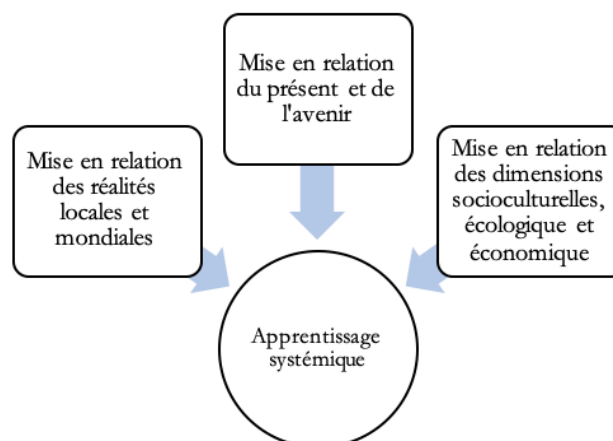 Mise en relation
du présent et de
l'avenir
Mise en relation
des réalités
locales et
mondiales
Mise en relation
des dimensions
socioculturelles,
écologique et
économique
Apprentissage
systémique